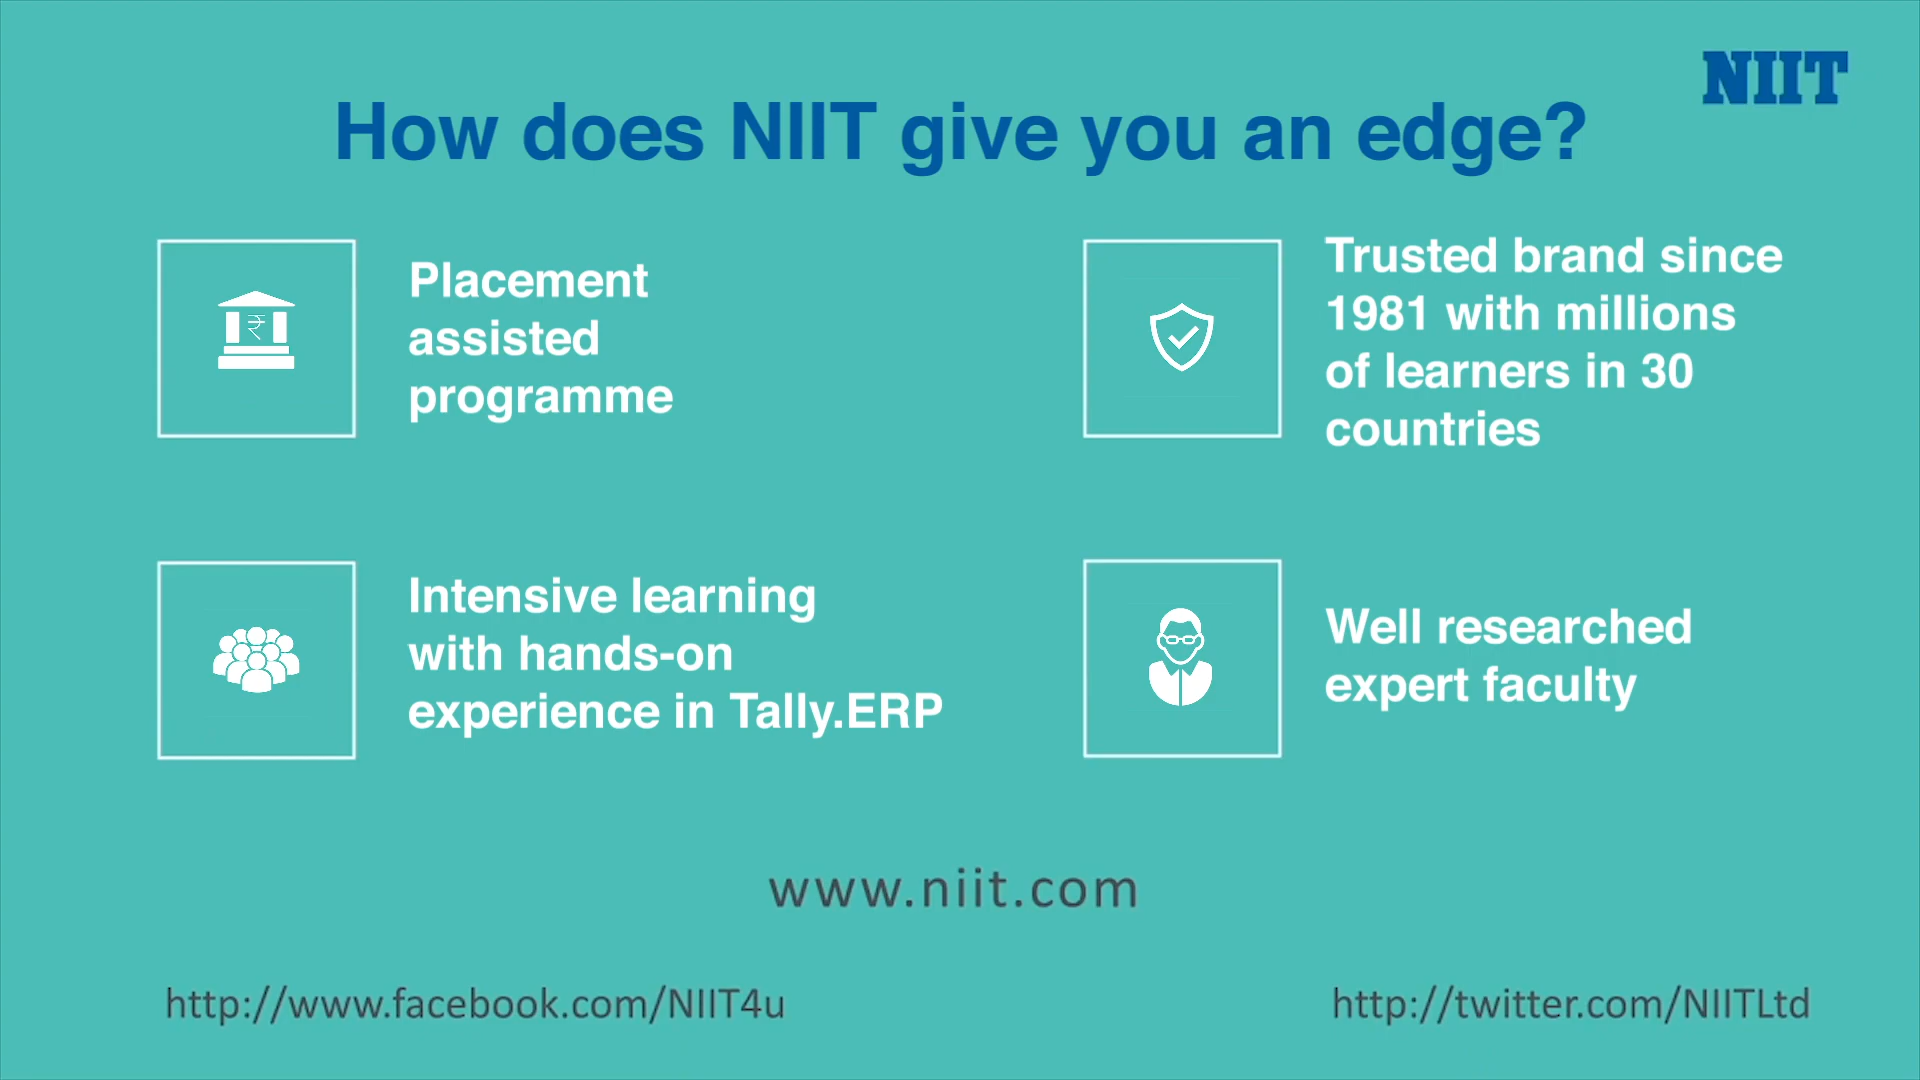 NIIT
How does NIIT give you an edge?
₹
Placement
assisted
programme
Trusted brand since
1981 with millions
of learners in 30
countries
Intensive learning
with hands-on
experience in Tally.ERP
Well researched
expert faculty
www.niit.com
http://www.facebook.com/NIIT4u
http://twitter.com/NIITLtd